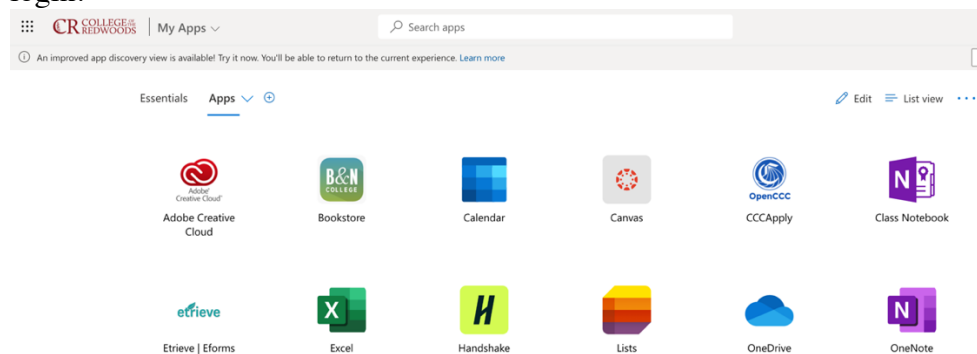 login.
CR COLLEGE of the REDWOODS My Apps Search apps
An improved app discovery view is available! Try it now. You'll be able to return to the current experience. Learn more
Essentials Apps Edit List view ...
Adobe Creative Cloud B&N COLLEGE OpenCCC N
Adobe Creative Cloud Bookstore Calendar Canvas CCCApply Class Notebook
etrieve X H N
Etrieve | Eforms Excel Handshake Lists OneDrive OneNote